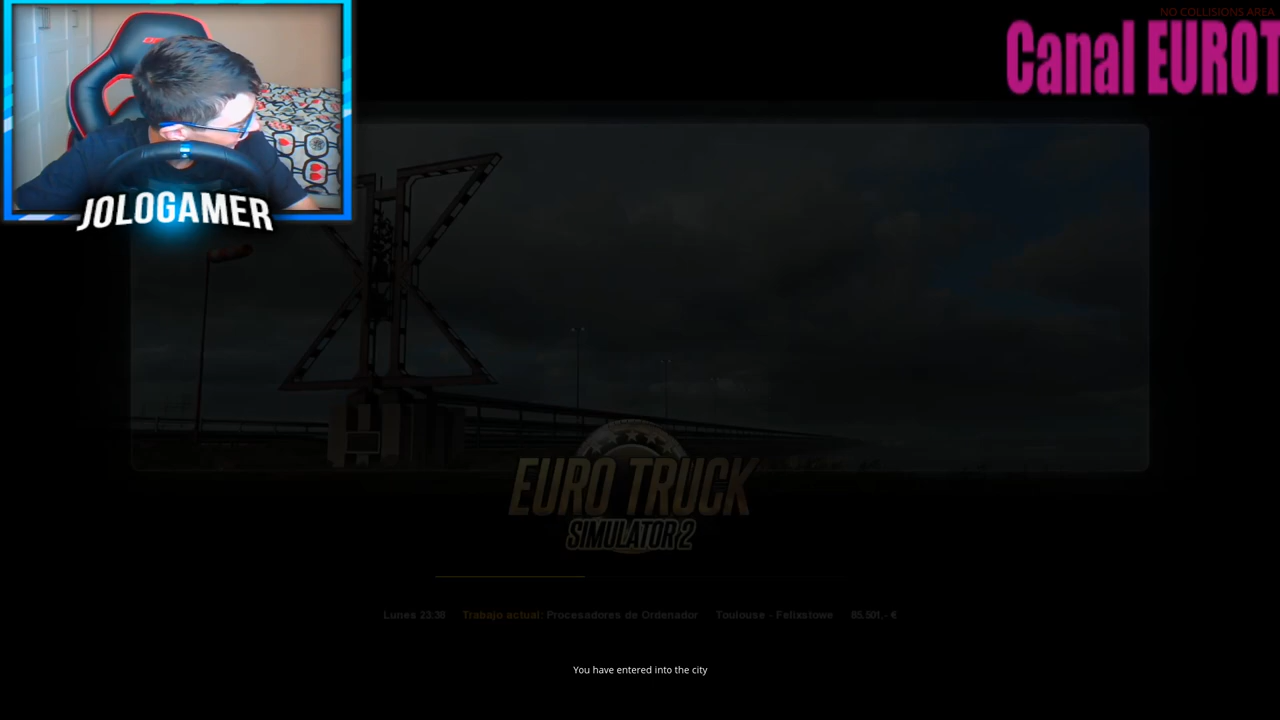 NO COLLISIONS AREA
Canal EUROT
JOLOGAMER
EURO TRUCK
SIMULATOR 2
Lunes 23:38 Trabajo actual: Procesadores de Ordenador Toulouse - Felixstowe 85.501,- €
You have entered into the city